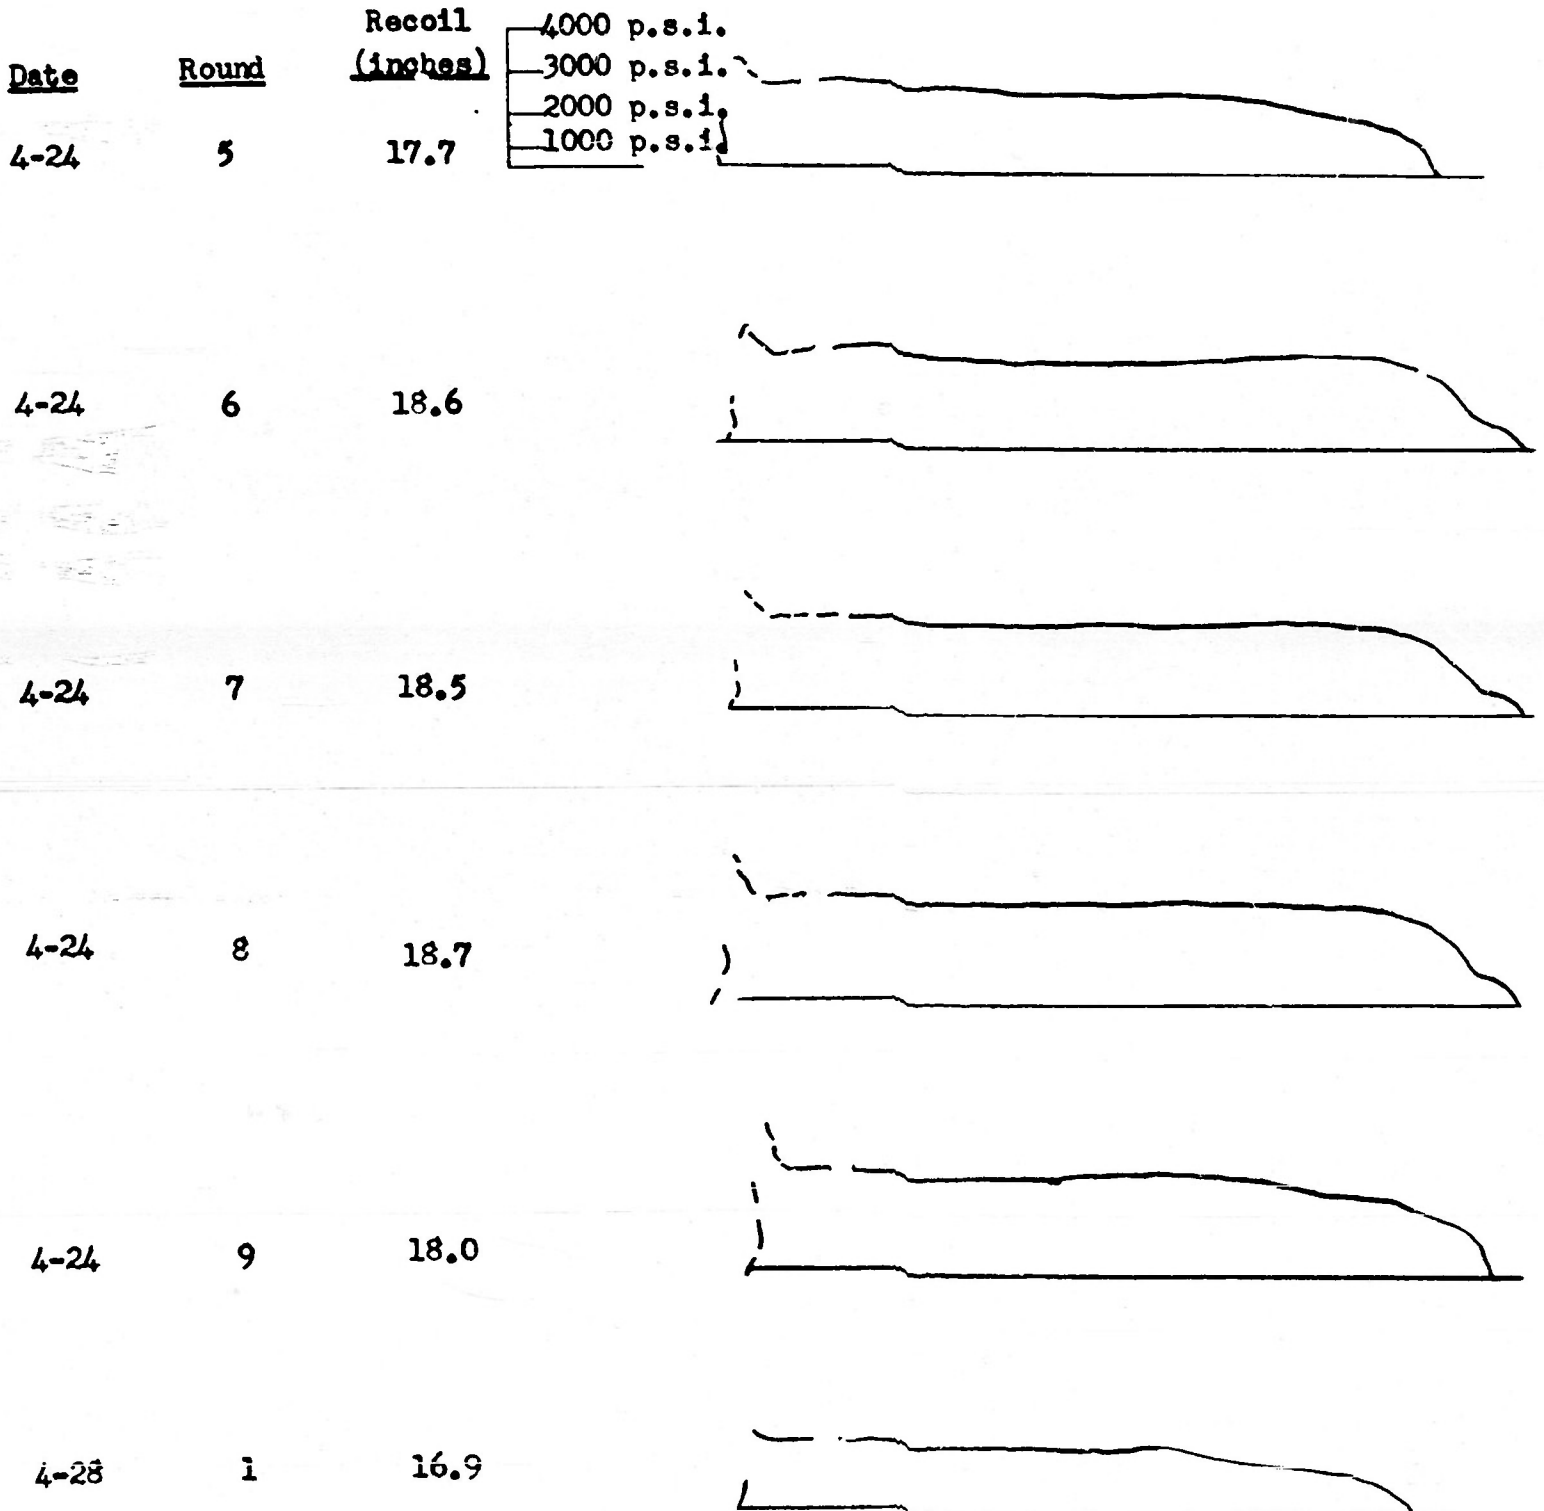 Recoil
Date Round (inches)
4000 p.s.i.
3000 p.s.i.
2000 p.s.i.
1000 p.s.i.
4-24 5 17.7
4-24 6 18.6
4-24 7 18.5
4-24 8 18.7
4-24 9 18.0
4-28 1 16.9